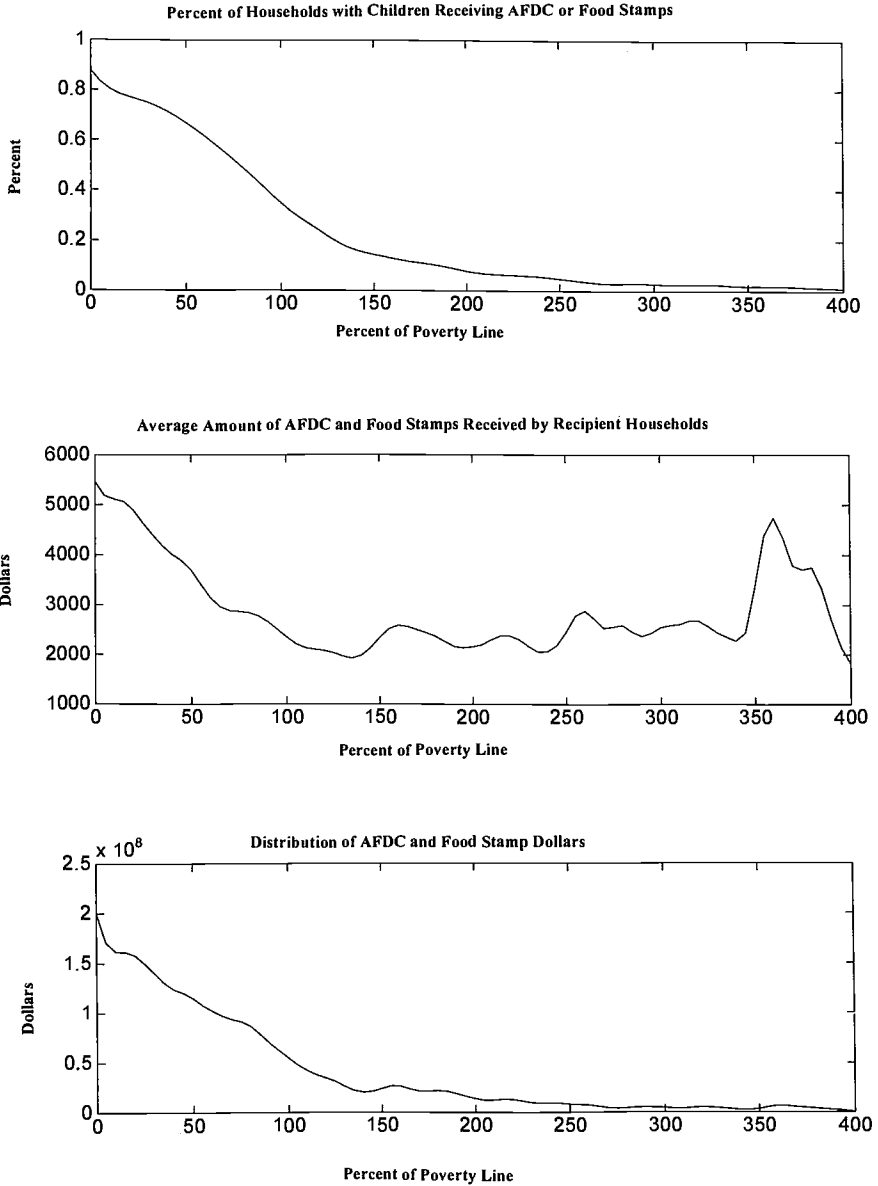 Percent of Households with Children Receiving AFDC or Food Stamps
1
0.8
0.6
0.4
0.2
0
Percent
0 50 100 150 200 250 300 350 400
Percent of Poverty Line
Average Amount of AFDC and Food Stamps Received by Recipient Households
6000
5000
4000
3000
2000
1000
Dollars
0 50 100 150 200 250 300 350 400
Percent of Poverty Line
x 10⁸
Distribution of AFDC and Food Stamp Dollars
2.5
2
1.5
1
0.5
0
Dollars
0 50 100 150 200 250 300 350 400
Percent of Poverty Line